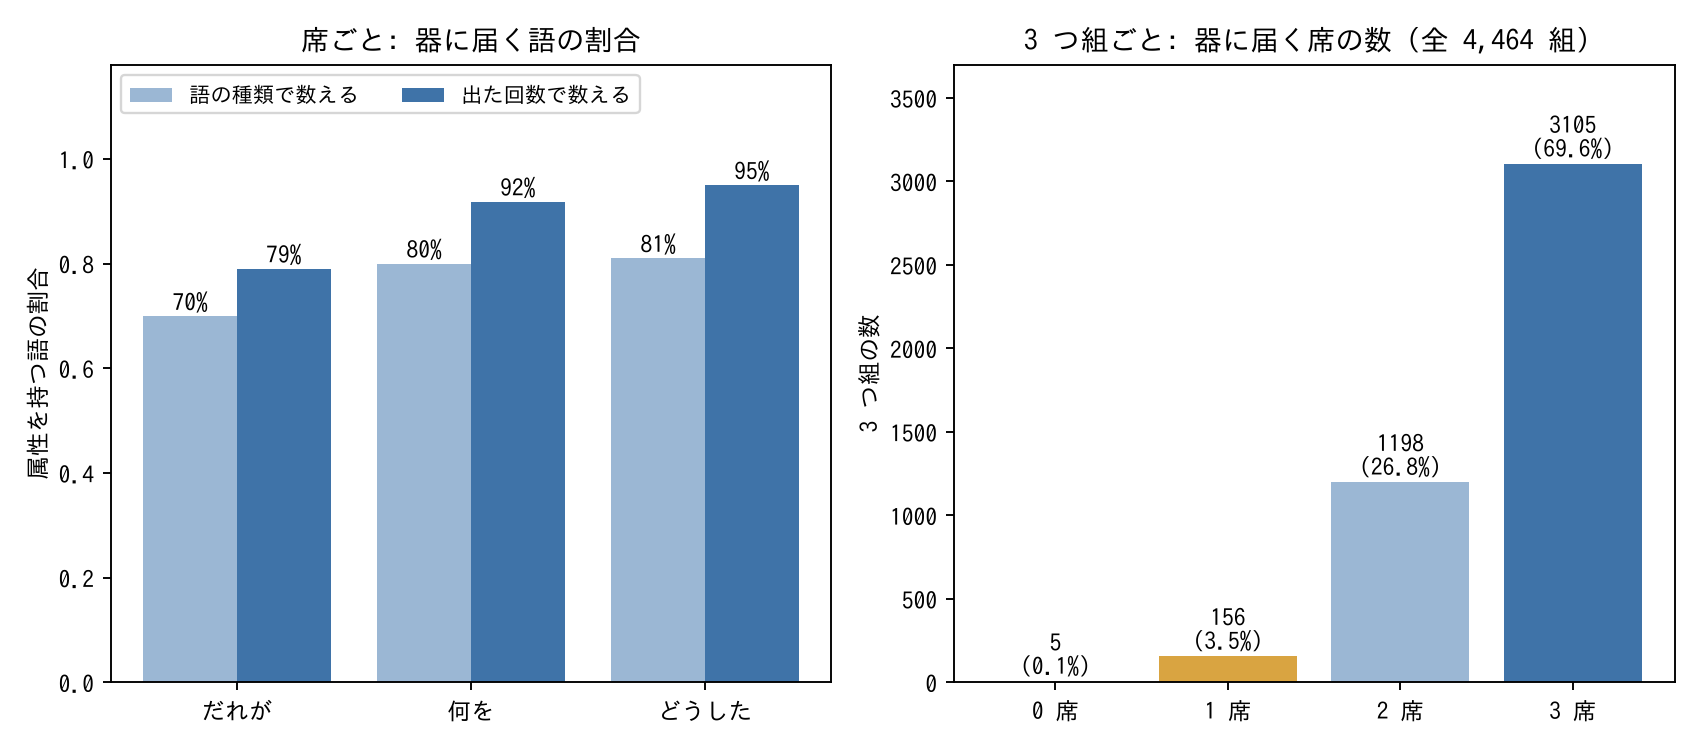 席ごと: 器に届く語の割合
語の種類で数える
出た回数で数える
属性を持つ語の割合
1.0
0.8
0.6
0.4
0.2
0.0
70%
79%
80%
92%
81%
95%
だれが
何を
どうした
3 つ組ごと: 器に届く席の数 (全 4,464 組)
3 つ組の数
3500
3000
2500
2000
1500
1000
500
0
5
(0.1%)
156
(3.5%)
1198
(26.8%)
3105
(69.6%)
0 席
1 席
2 席
3 席